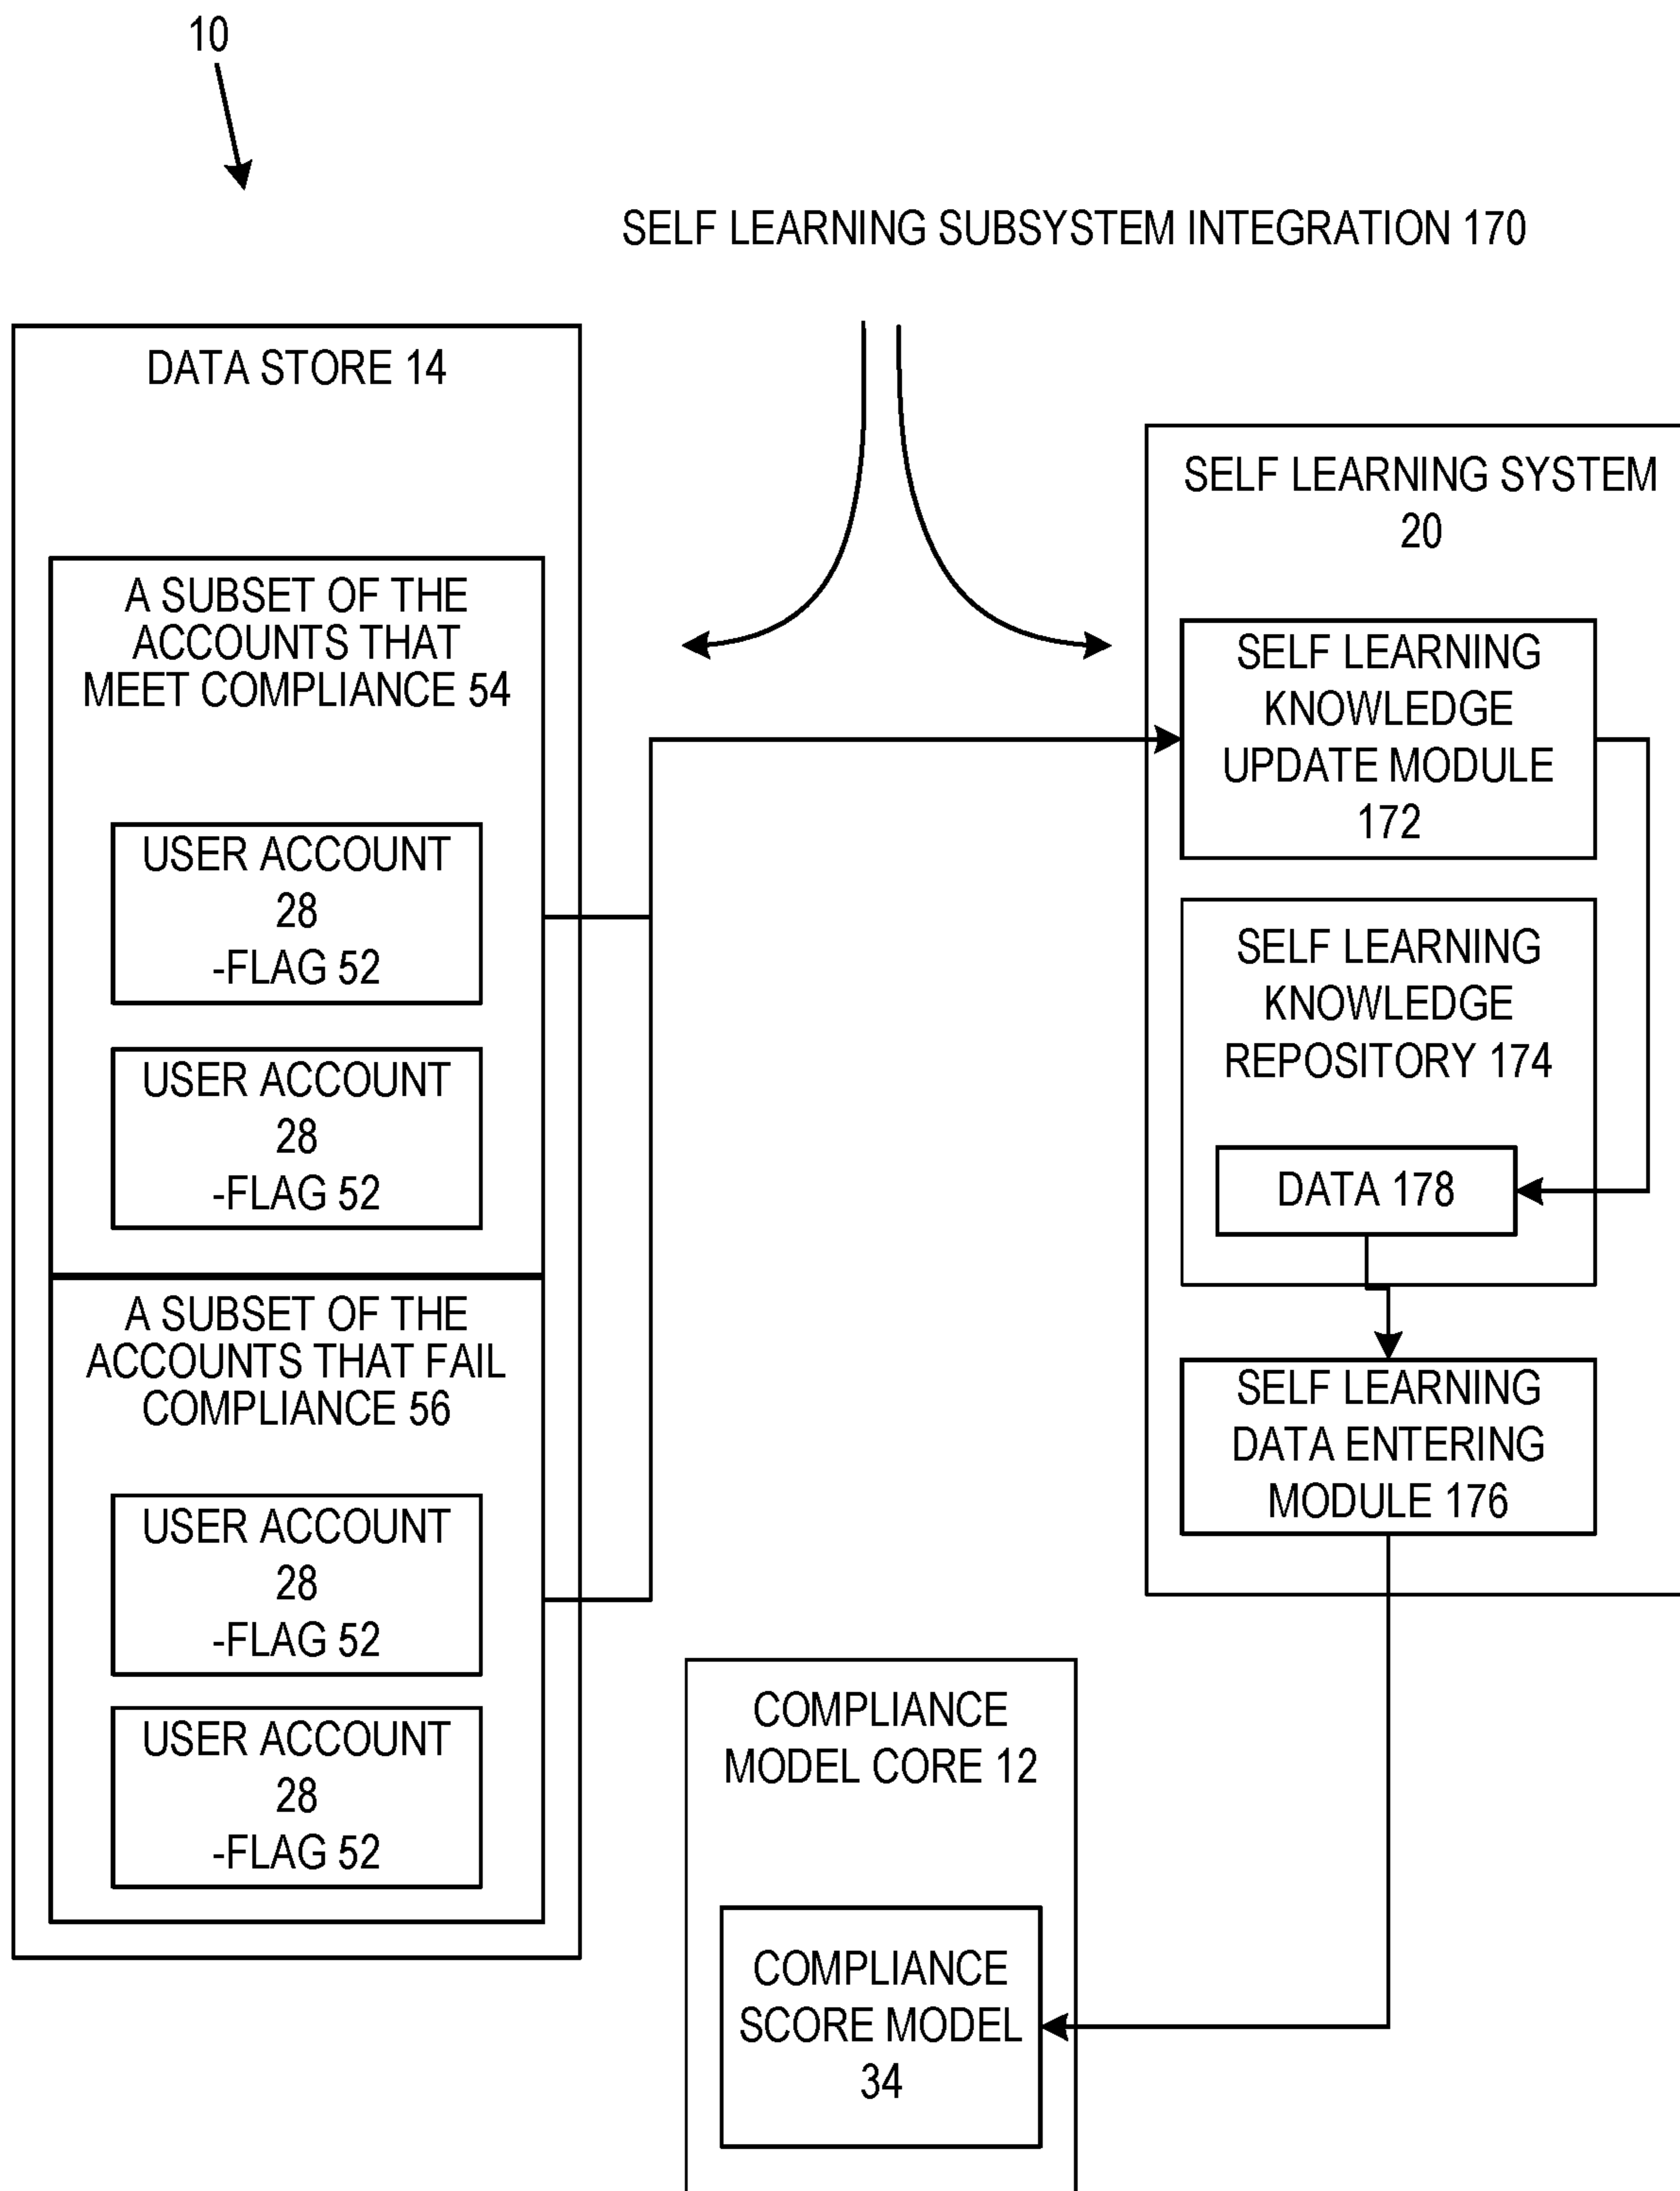 10
SELF LEARNING SUBSYSTEM INTEGRATION 170
DATA STORE 14
A SUBSET OF THE
ACCOUNTS THAT
MEET COMPLIANCE 54
USER ACCOUNT
28
-FLAG 52
USER ACCOUNT
28
-FLAG 52
A SUBSET OF THE
ACCOUNTS THAT FAIL
COMPLIANCE 56
USER ACCOUNT
28
-FLAG 52
USER ACCOUNT
28
-FLAG 52
SELF LEARNING SYSTEM
20
SELF LEARNING
KNOWLEDGE
UPDATE MODULE
172
SELF LEARNING
KNOWLEDGE
REPOSITORY 174
DATA 178
SELF LEARNING
DATA ENTERING
MODULE 176
COMPLIANCE
MODEL CORE 12
COMPLIANCE
SCORE MODEL
34